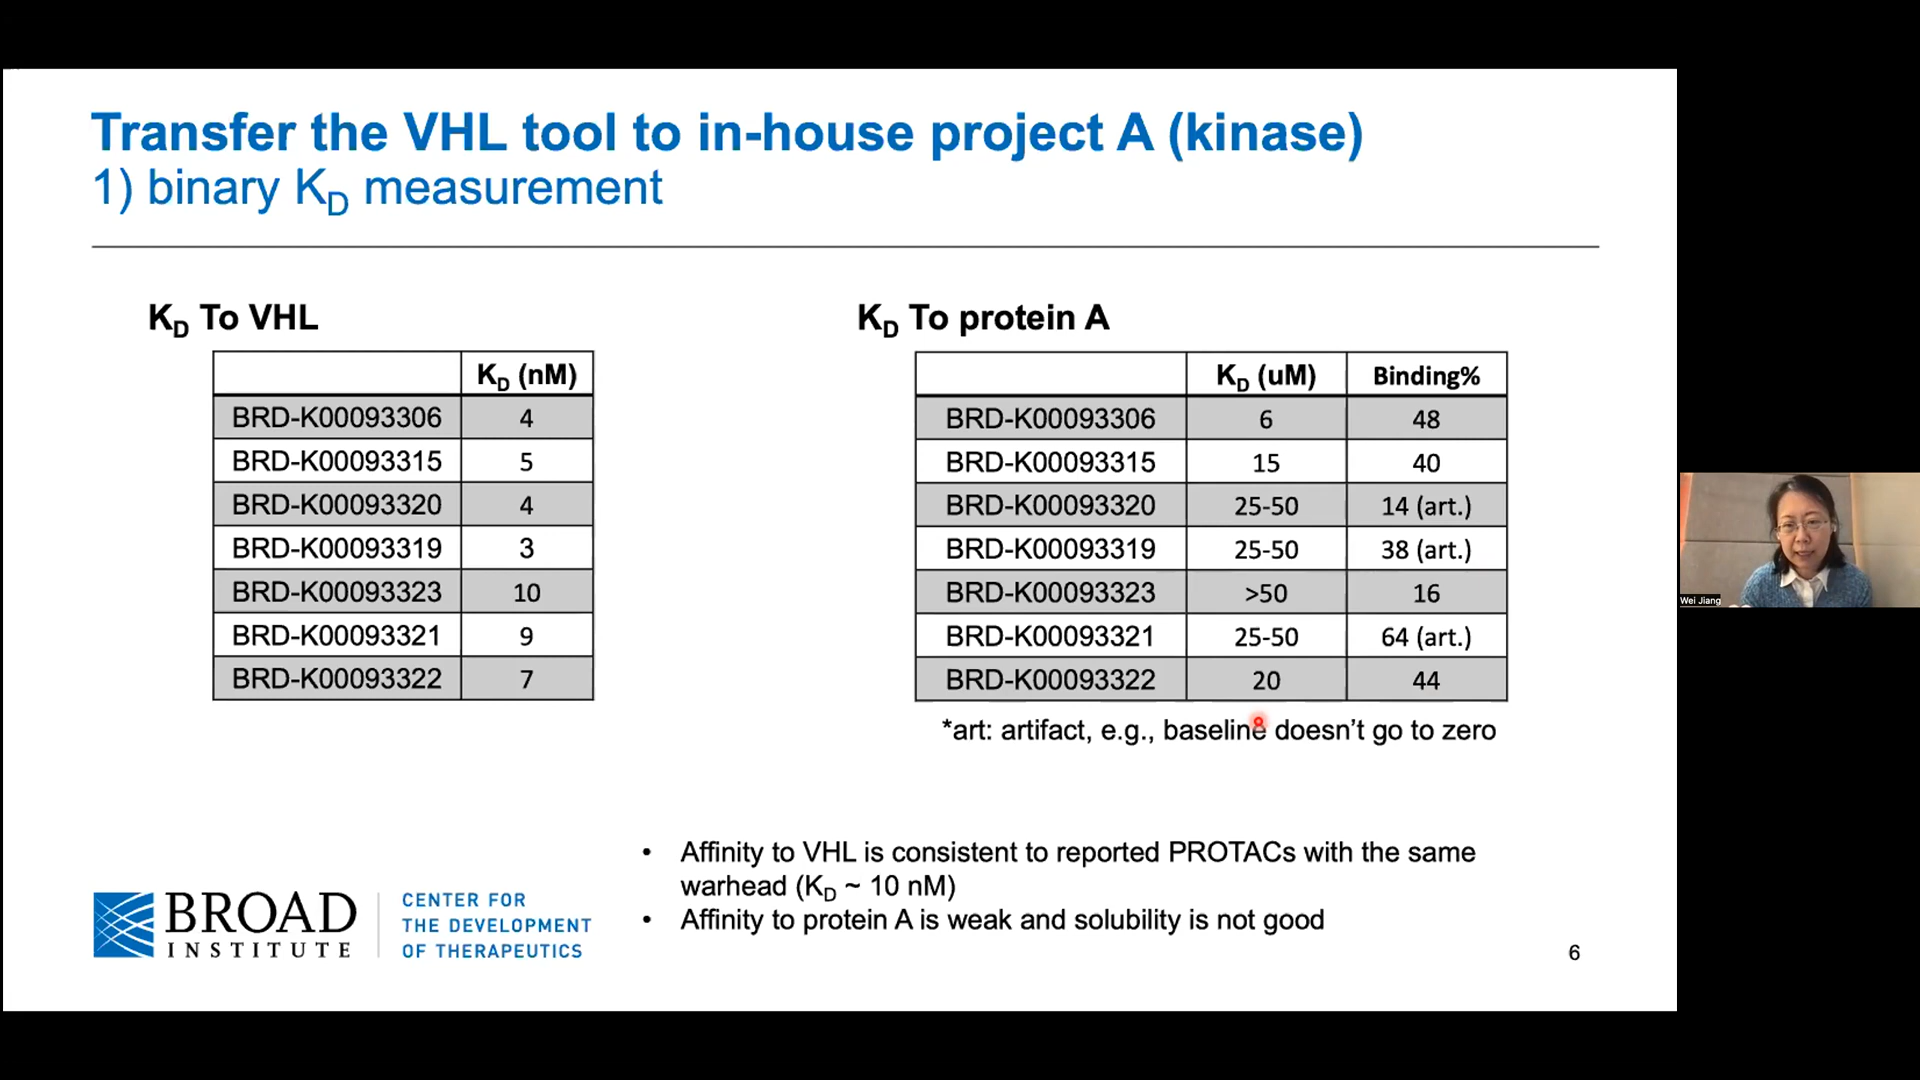 Transfer the VHL tool to in-house project A (kinase)
1) binary KD measurement
KD To VHL
KD (nM)
BRD-K00093306 4
BRD-K00093315 5
BRD-K00093320 4
BRD-K00093319 3
BRD-K00093323 10
BRD-K00093321 9
BRD-K00093322 7
KD To protein A
KD (uM) Binding%
BRD-K00093306 6 48
BRD-K00093315 15 40
BRD-K00093320 25-50 14 (art.)
BRD-K00093319 25-50 38 (art.)
BRD-K00093323 >50 16
BRD-K00093321 25-50 64 (art.)
BRD-K00093322 20 44
*art: artifact, e.g., baseline doesn't go to zero
• Affinity to VHL is consistent to reported PROTACs with the same
warhead (KD ~ 10 nM)
• Affinity to protein A is weak and solubility is not good
BROAD
INSTITUTE
CENTER FOR
THE DEVELOPMENT
OF THERAPEUTICS
6
Wei Jiang